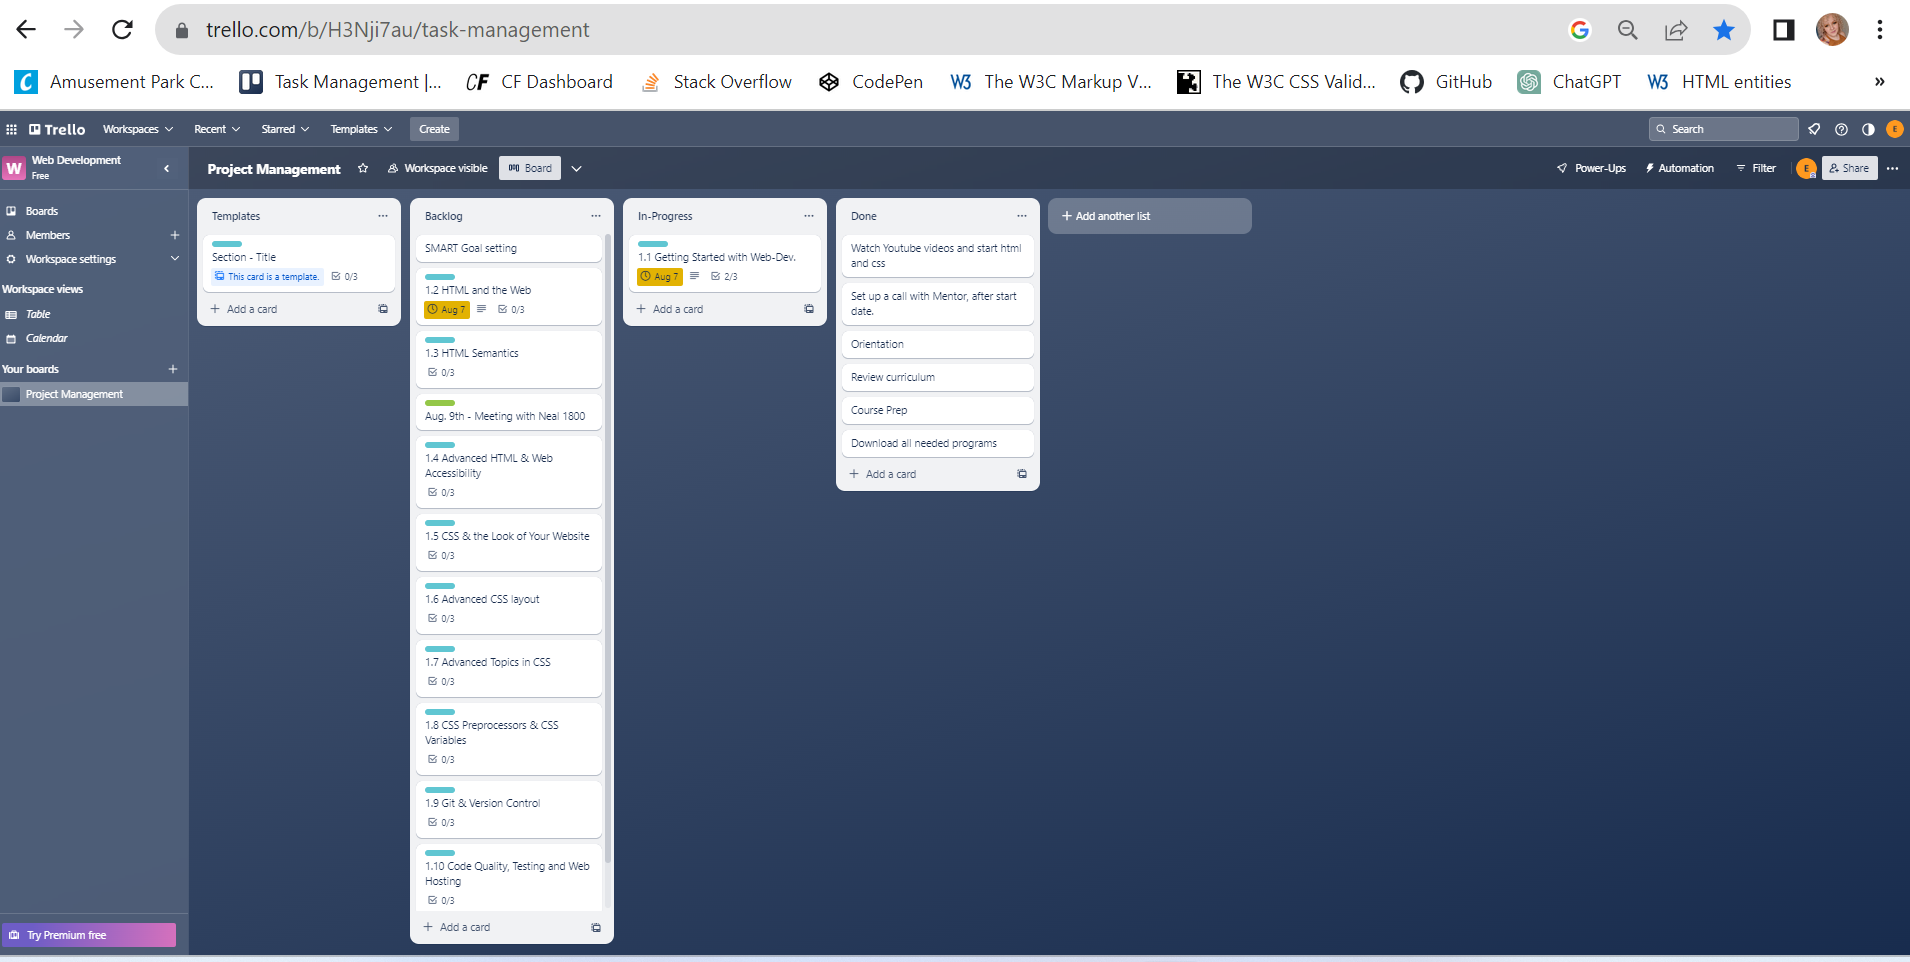 trello.com/b/H3Nji7au/task-management
Amusement Park C...
Task Management |...
CF CF Dashboard
Stack Overflow
CodePen
W3 The W3C Markup V...
The W3C CSS Valid...
GitHub
ChatGPT
W3 HTML entities
»
Trello
Workspaces
Recent
Starred
Templates
Create
Search
E
W
Web Development
Free
Project Management
Workspace visible
Board
Power-Ups
Automation
Filter
E
Share
Boards
Members
Workspace settings
Workspace views
Table
Calendar
Your boards
Project Management
Try Premium free
Templates
Section - Title
This card is a template.
0/3
+ Add a card
Backlog
SMART Goal setting
1.2 HTML and the Web
Aug 7
0/3
1.3 HTML Semantics
0/3
Aug. 9th - Meeting with Neal 1800
1.4 Advanced HTML & Web
Accessibility
0/3
1.5 CSS & the Look of Your Website
0/3
1.6 Advanced CSS layout
0/3
1.7 Advanced Topics in CSS
0/3
1.8 CSS Preprocessors & CSS
Variables
0/3
1.9 Git & Version Control
0/3
1.10 Code Quality, Testing and Web
Hosting
0/3
+ Add a card
In-Progress
1.1 Getting Started with Web-Dev.
Aug 7
2/3
+ Add a card
Done
Watch Youtube videos and start html
and css
Set up a call with Mentor, after start
date.
Orientation
Review curriculum
Course Prep
Download all needed programs
+ Add a card
+ Add another list